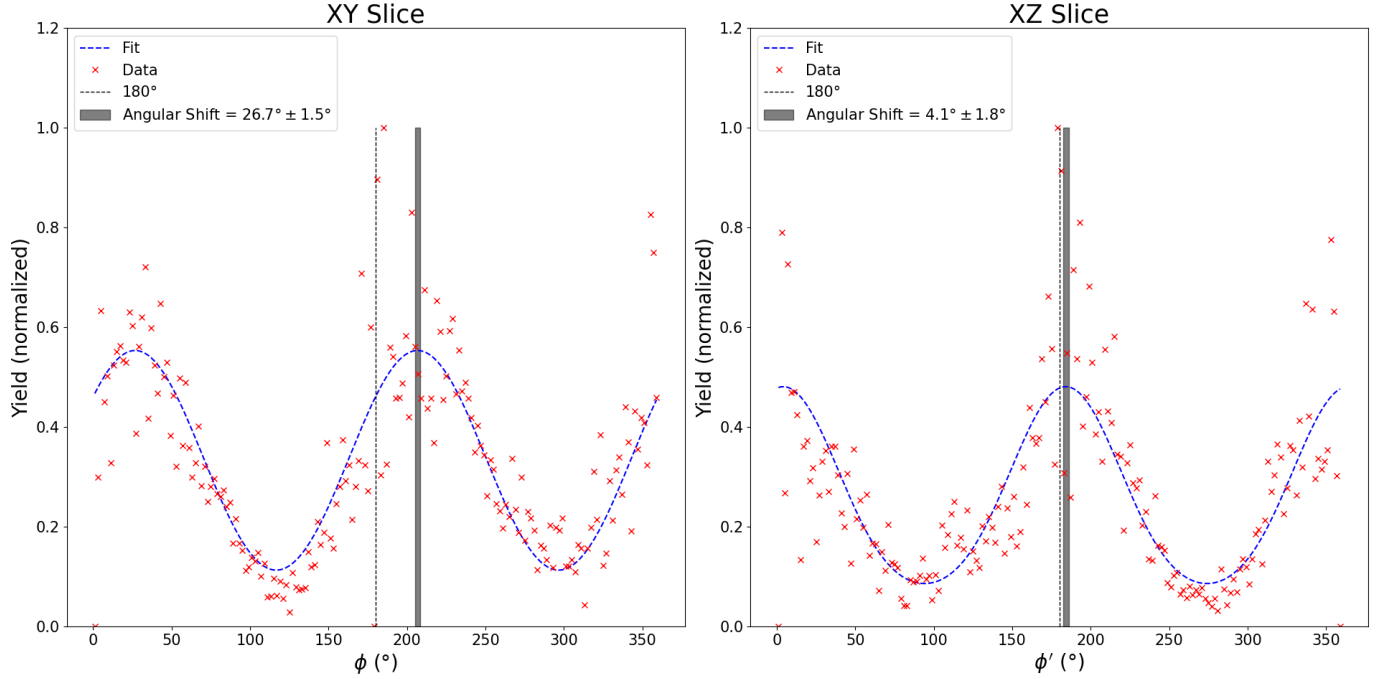 XY Slice
1.2
1.0
0.8
0.6
0.4
0.2
0.0
Yield (normalized)
Fit
Data
180°
Angular Shift = 26.7° ± 1.5°
0 50 100 150 200 250 300 350
ϕ (°)
XZ Slice
1.2
1.0
0.8
0.6
0.4
0.2
0.0
Yield (normalized)
Fit
Data
180°
Angular Shift = 4.1° ± 1.8°
0 50 100 150 200 250 300 350
ϕ′ (°)